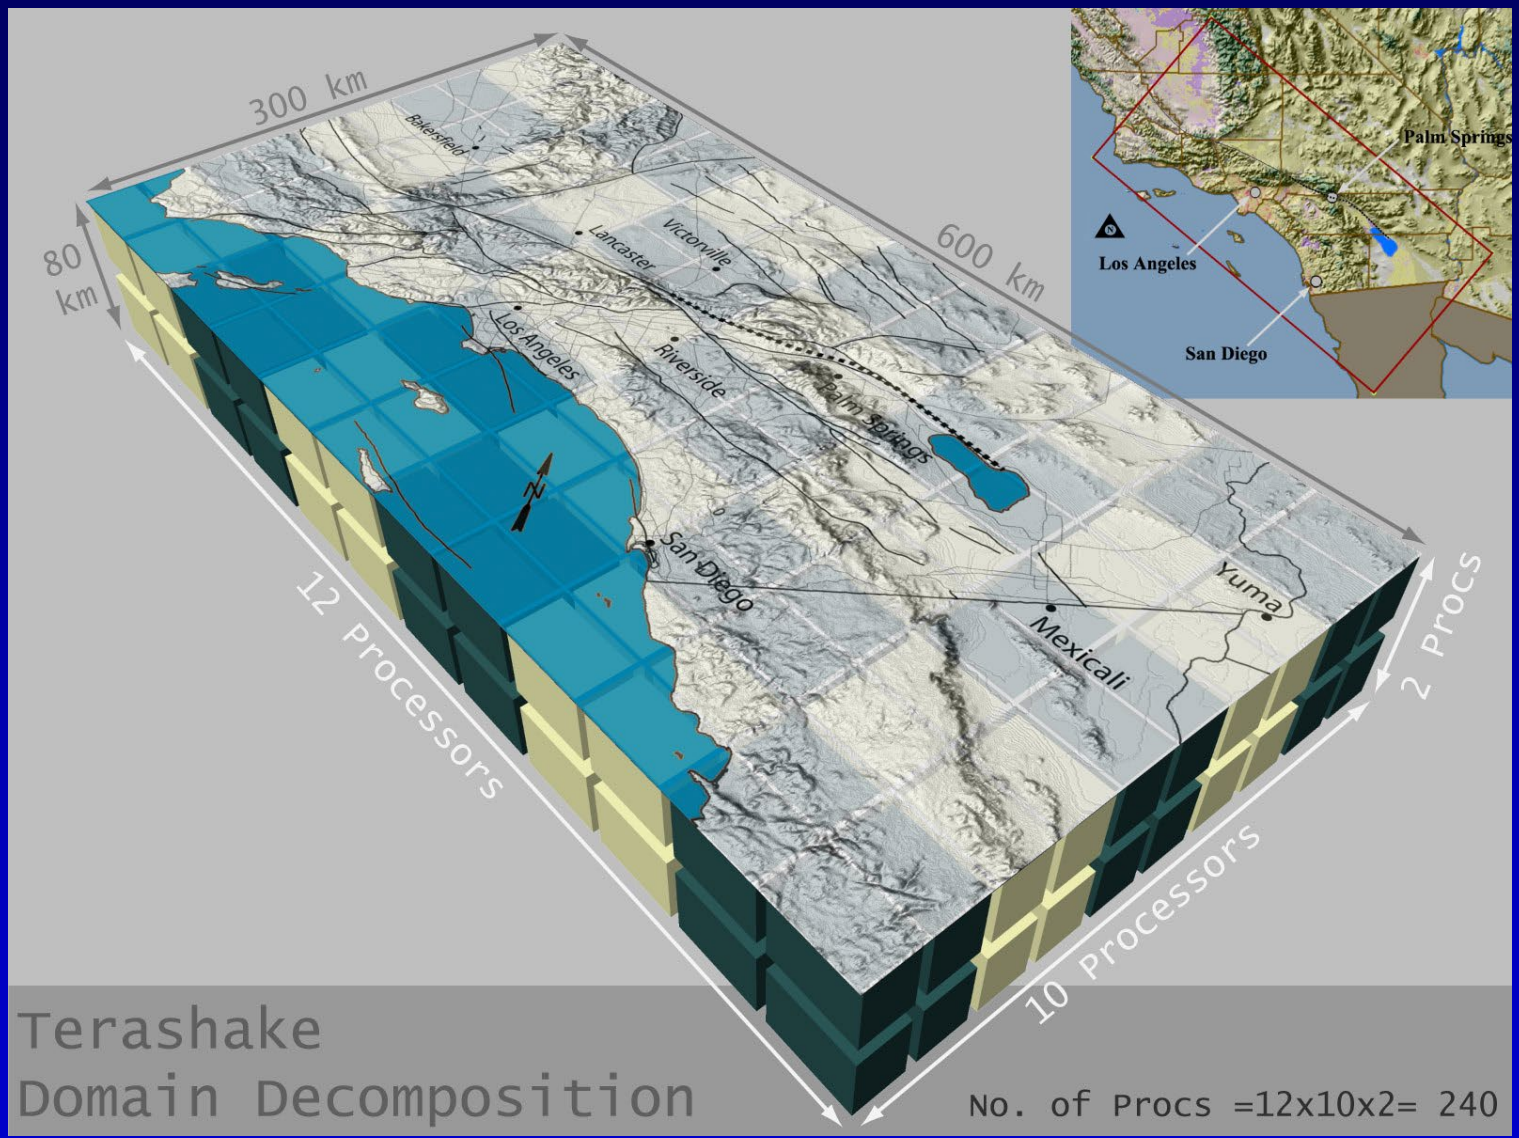 300 km
600 km
80
km
Bakersfield
Lancaster
Victorville
Los Angeles
Riverside
Palm Springs
San Diego
Mexicali
Yuma
N
12 Processors
10 Processors
2 Procs
Palm Springs
N
Los Angeles
San Diego
Terashake
Domain Decomposition
No. of Procs =12x10x2= 240